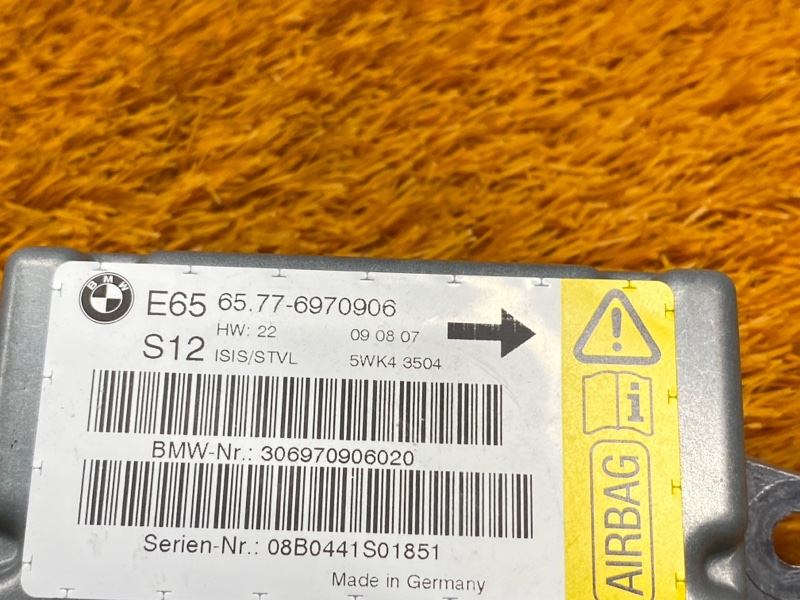 BMW
E65 65.77-6970906
HW: 22 09 08 07
S12 ISIS/STVL 5WK4 3504
BMW-Nr.: 306970906020
Serien-Nr.: 08B0441S01851
Made in Germany
! 
i
AIRBAG